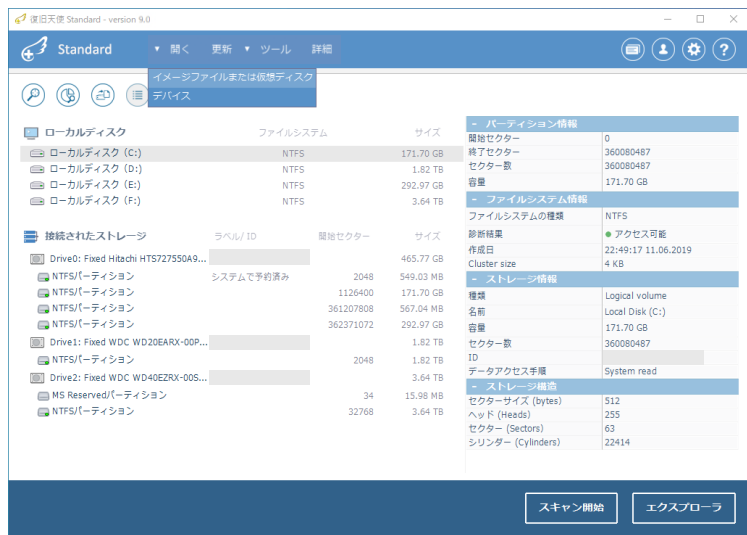 復旧天使 Standard - version 9.0
Standard
▼ 開く 更新 ▼ ツール 詳細
イメージファイルまたは仮想ディスク
デバイス
ローカルディスク ファイルシステム サイズ
ローカルディスク (C:) NTFS 171.70 GB
ローカルディスク (D:) NTFS 1.82 TB
ローカルディスク (E:) NTFS 292.97 GB
ローカルディスク (F:) NTFS 3.64 TB
接続されたストレージ ラベル/ ID 開始セクター サイズ
Drive0: Fixed Hitachi HTS727550A9... 465.77 GB
NTFSパーティション システムで予約済み 2048 549.03 MB
NTFSパーティション 1126400 171.70 GB
NTFSパーティション 361207808 567.04 MB
NTFSパーティション 362371072 292.97 GB
Drive1: Fixed WDC WD20EARX-00P... 1.82 TB
NTFSパーティション 2048 1.82 TB
Drive2: Fixed WDC WD40EZRX-00S... 3.64 TB
MS Reservedパーティション 34 15.98 MB
NTFSパーティション 32768 3.64 TB
- パーティション情報
開始セクター 0
終了セクター 360080487
セクター数 360080487
容量 171.70 GB
- ファイルシステム情報
ファイルシステムの種類 NTFS
診断結果 ● アクセス可能
作成日 22:49:17 11.06.2019
Cluster size 4 KB
- ストレージ情報
種類 Logical volume
名前 Local Disk (C:)
容量 171.70 GB
セクター数 360080487
ID
データアクセス手順 System read
- ストレージ構造
セクターサイズ (bytes) 512
ヘッド (Heads) 255
セクター (Sectors) 63
シリンダー (Cylinders) 22414
スキャン開始 エクスプローラ